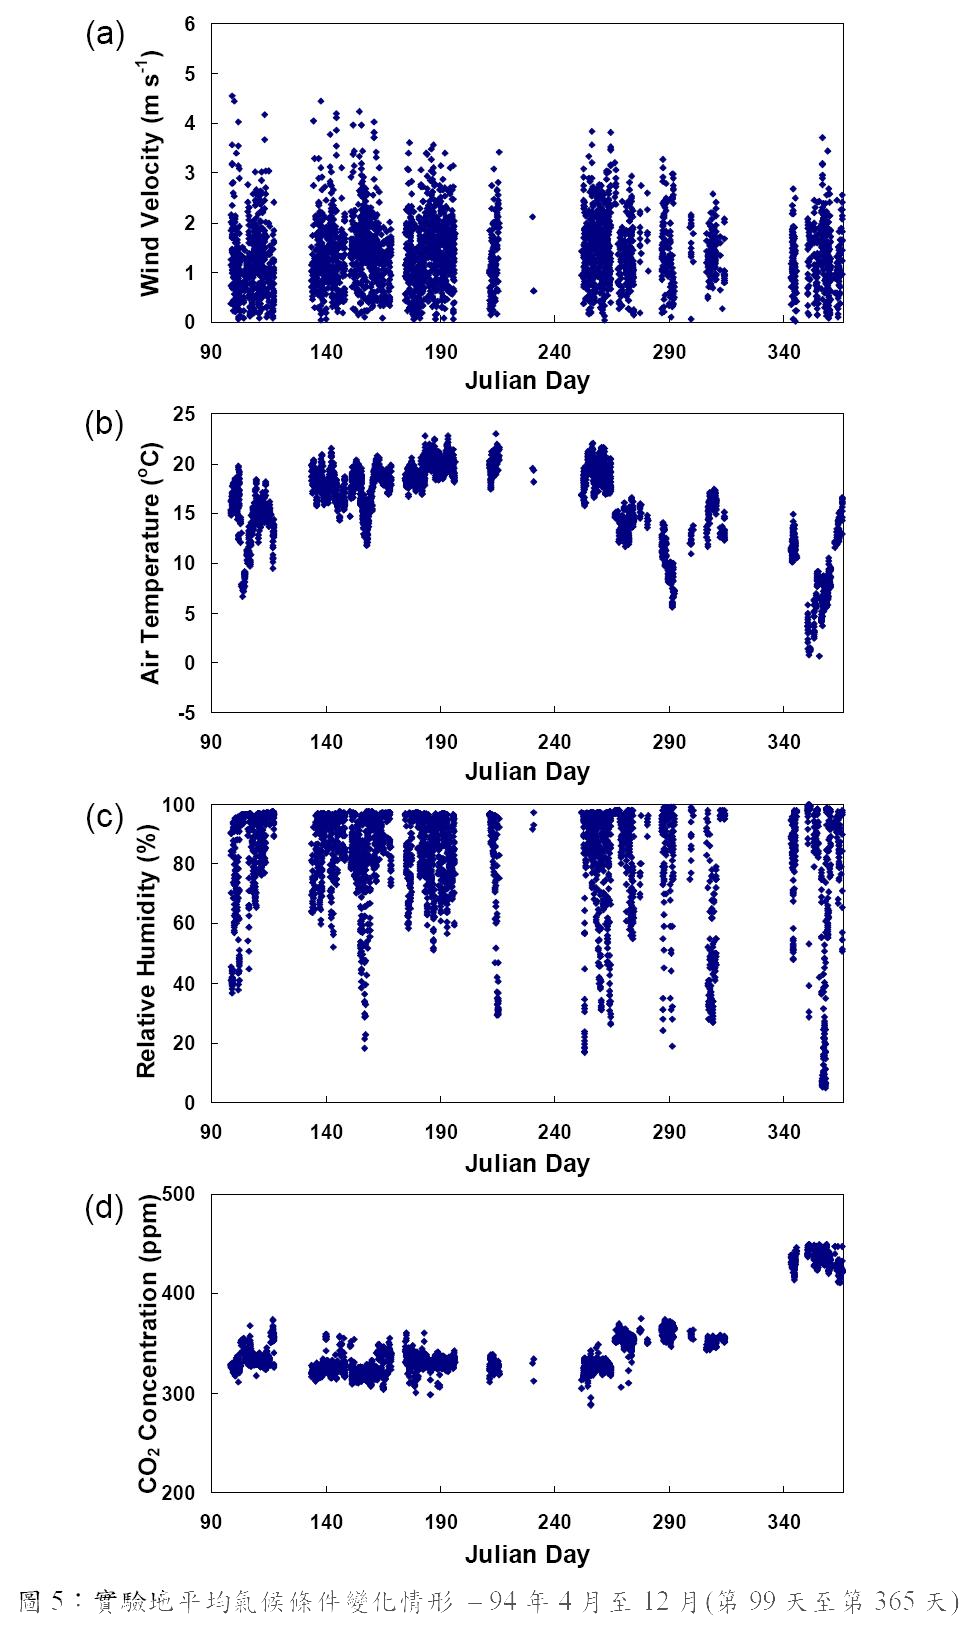 (a)
Wind Velocity (m s-1)
6
5
4
3
2
1
0
90 140 190 240 290 340
Julian Day
(b)
Air Temperature (oC)
25
20
15
10
5
0
-5
90 140 190 240 290 340
Julian Day
(c)
Relative Humidity (%)
100
80
60
40
20
0
90 140 190 240 290 340
Julian Day
(d)
CO2 Concentration (ppm)
500
400
300
200
90 140 190 240 290 340
Julian Day
圖 5：實驗地平均氣候條件變化情形 – 94 年 4 月至 12 月(第 99 天至第 365 天)